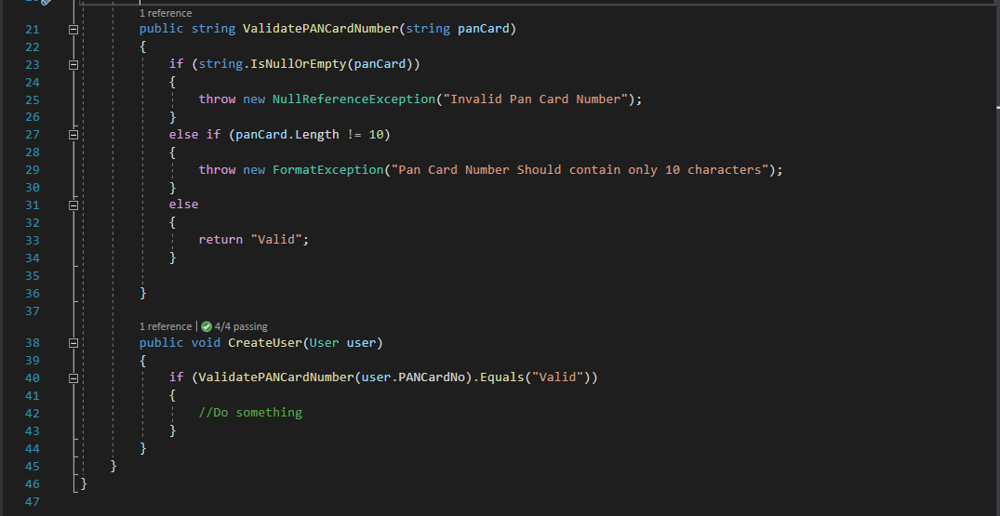 1 reference
21 public string ValidatePANCardNumber(string panCard)
22 {
23 if (string.IsNullOrEmpty(panCard))
24 {
25 throw new NullReferenceException("Invalid Pan Card Number");
26 }
27 else if (panCard.Length != 10)
28 {
29 throw new FormatException("Pan Card Number Should contain only 10 characters");
30 }
31 else
32 {
33 return "Valid";
34 }
35
36 }
37
1 reference | 4/4 passing
38 public void CreateUser(User user)
39 {
40 if (ValidatePANCardNumber(user.PANCardNo).Equals("Valid"))
41 {
42 //Do something
43 }
44 }
45 }
46 }
47